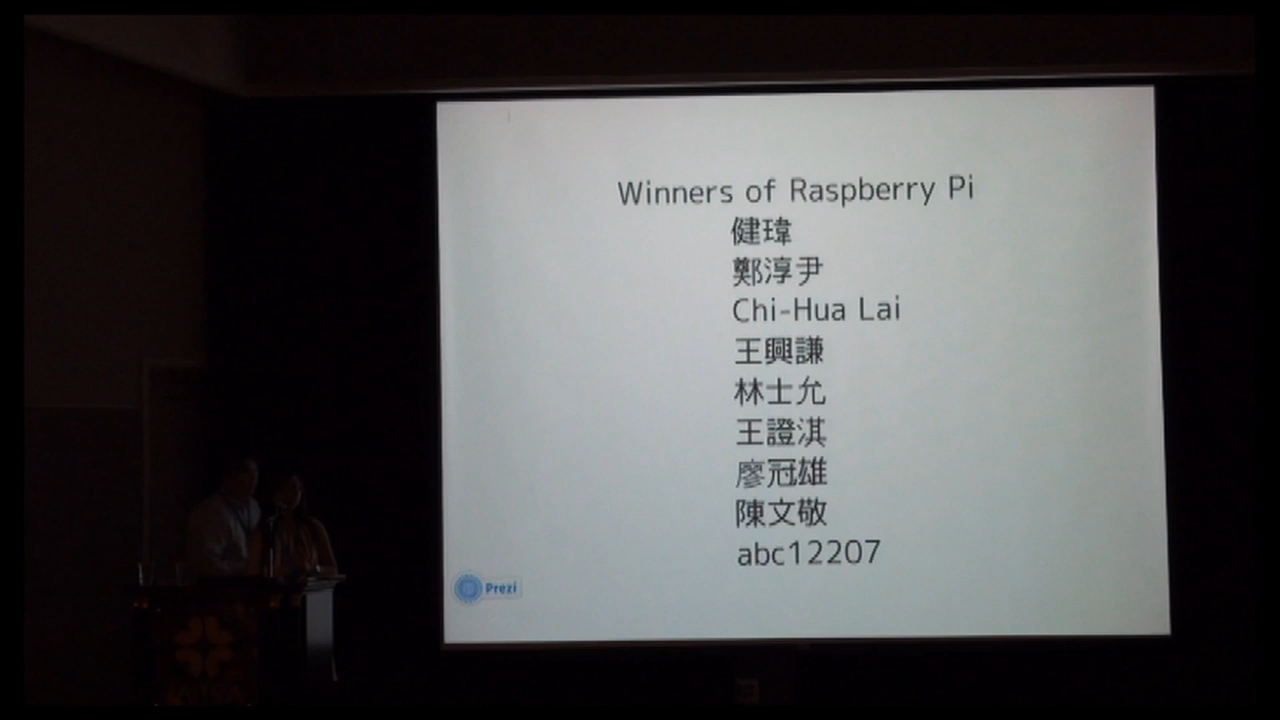 Winners of Raspberry Pi
健瑋
鄭淳尹
Chi-Hua Lai
王興謙
林士允
王證淇
廖冠雄
陳文敬
abc12207
Prezi